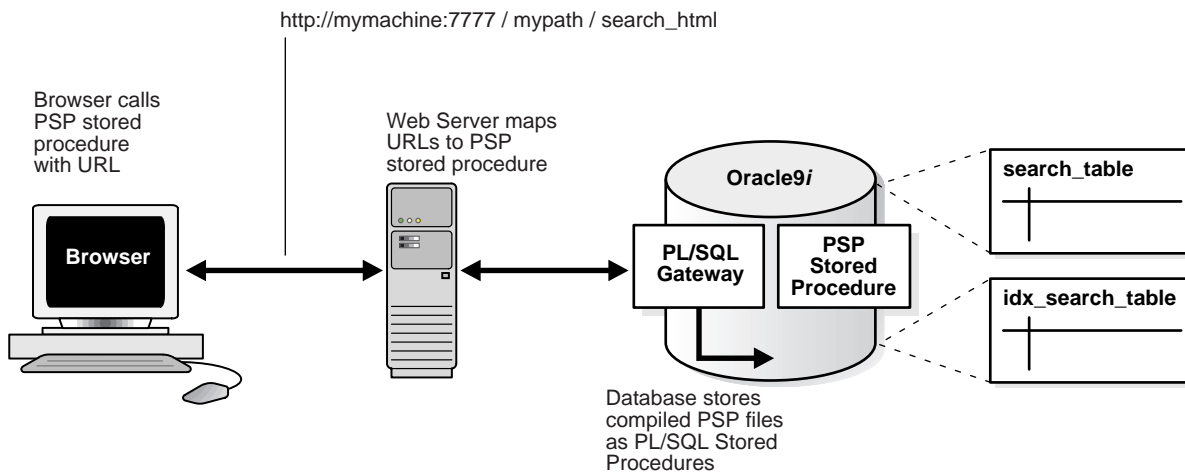 http://mymachine:7777 / mypath / search_html
Browser calls
PSP stored
procedure
with URL
Web Server maps
URLs to PSP
stored procedure
Browser
Oracle9i
PL/SQL
Gateway
PSP
Stored
Procedure
search_table
idx_search_table
Database stores
compiled PSP files
as PL/SQL Stored
Procedures